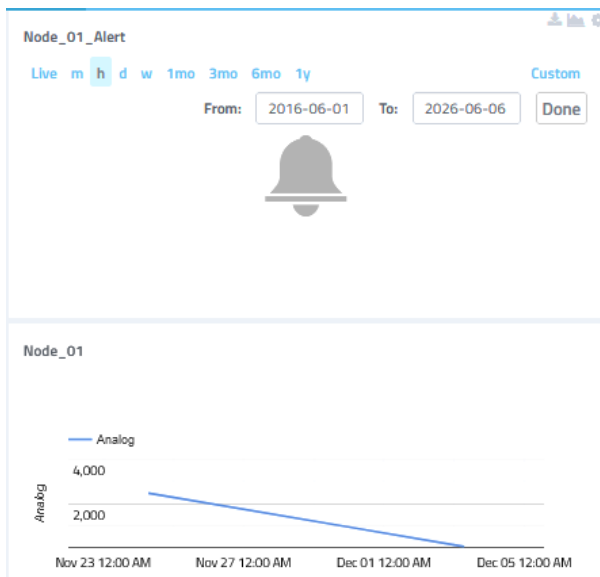 Node_01_Alert
Live m h d w 1mo 3mo 6mo 1y Custom
From: 2016-06-01 To: 2026-06-06 Done
Node_01
Analog
4,000
Analog
2,000
Nov 23 12:00 AM Nov 27 12:00 AM Dec 01 12:00 AM Dec 05 12:00 AM